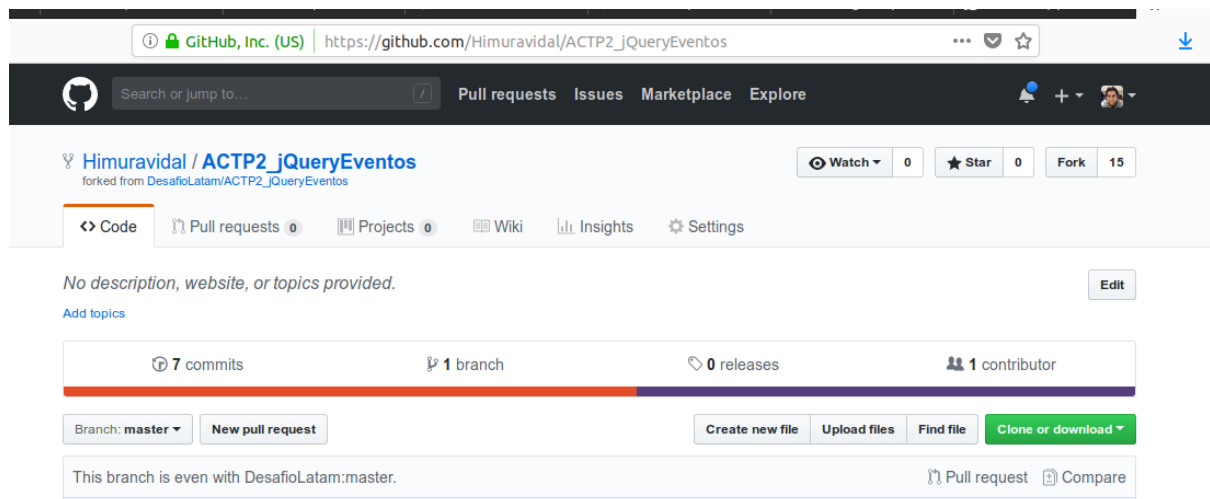 GitHub, Inc. (US) https://github.com/Himuravidal/ACTP2_jQueryEventos
Search or jump to... / Pull requests Issues Marketplace Explore
Himuravidal / ACTP2_jQueryEventos Watch 0 Star 0 Fork 15
forked from DesafioLatam/ACTP2_jQueryEventos
Code Pull requests 0 Projects 0 Wiki Insights Settings
No description, website, or topics provided. Edit
Add topics
7 commits 1 branch 0 releases 1 contributor
Branch: master New pull request Create new file Upload files Find file Clone or download
This branch is even with DesafioLatam:master. Pull request Compare